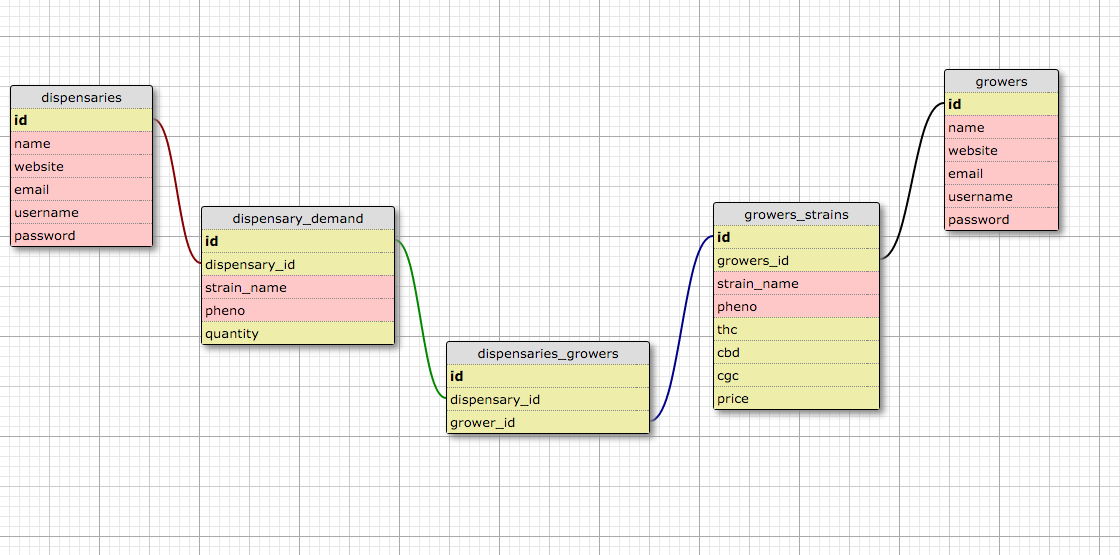 dispensaries
id
name
website
email
username
password
dispensary_demand
id
dispensary_id
strain_name
pheno
quantity
dispensaries_growers
id
dispensary_id
grower_id
growers_strains
id
growers_id
strain_name
pheno
thc
cbd
cgc
price
growers
id
name
website
email
username
password